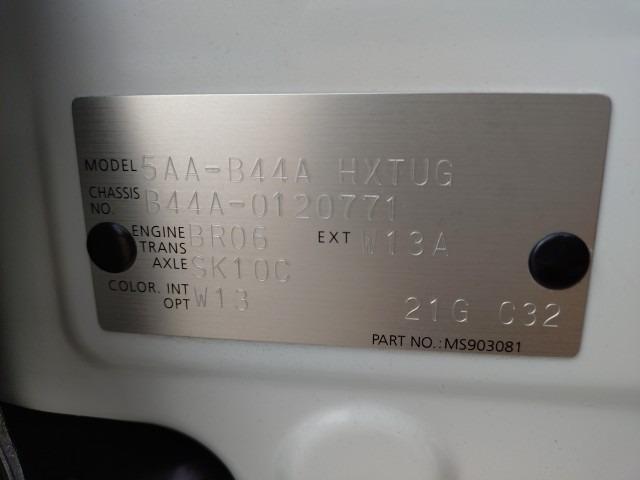 MODEL 5AA-B44A HXTUG
CHASSIS NO. B44A-0120771
ENGINE BR06 EXT W13A
TRANS AXLE SK10C
COLOR. INT W13
OPT 21G C32
PART NO.:MS903081